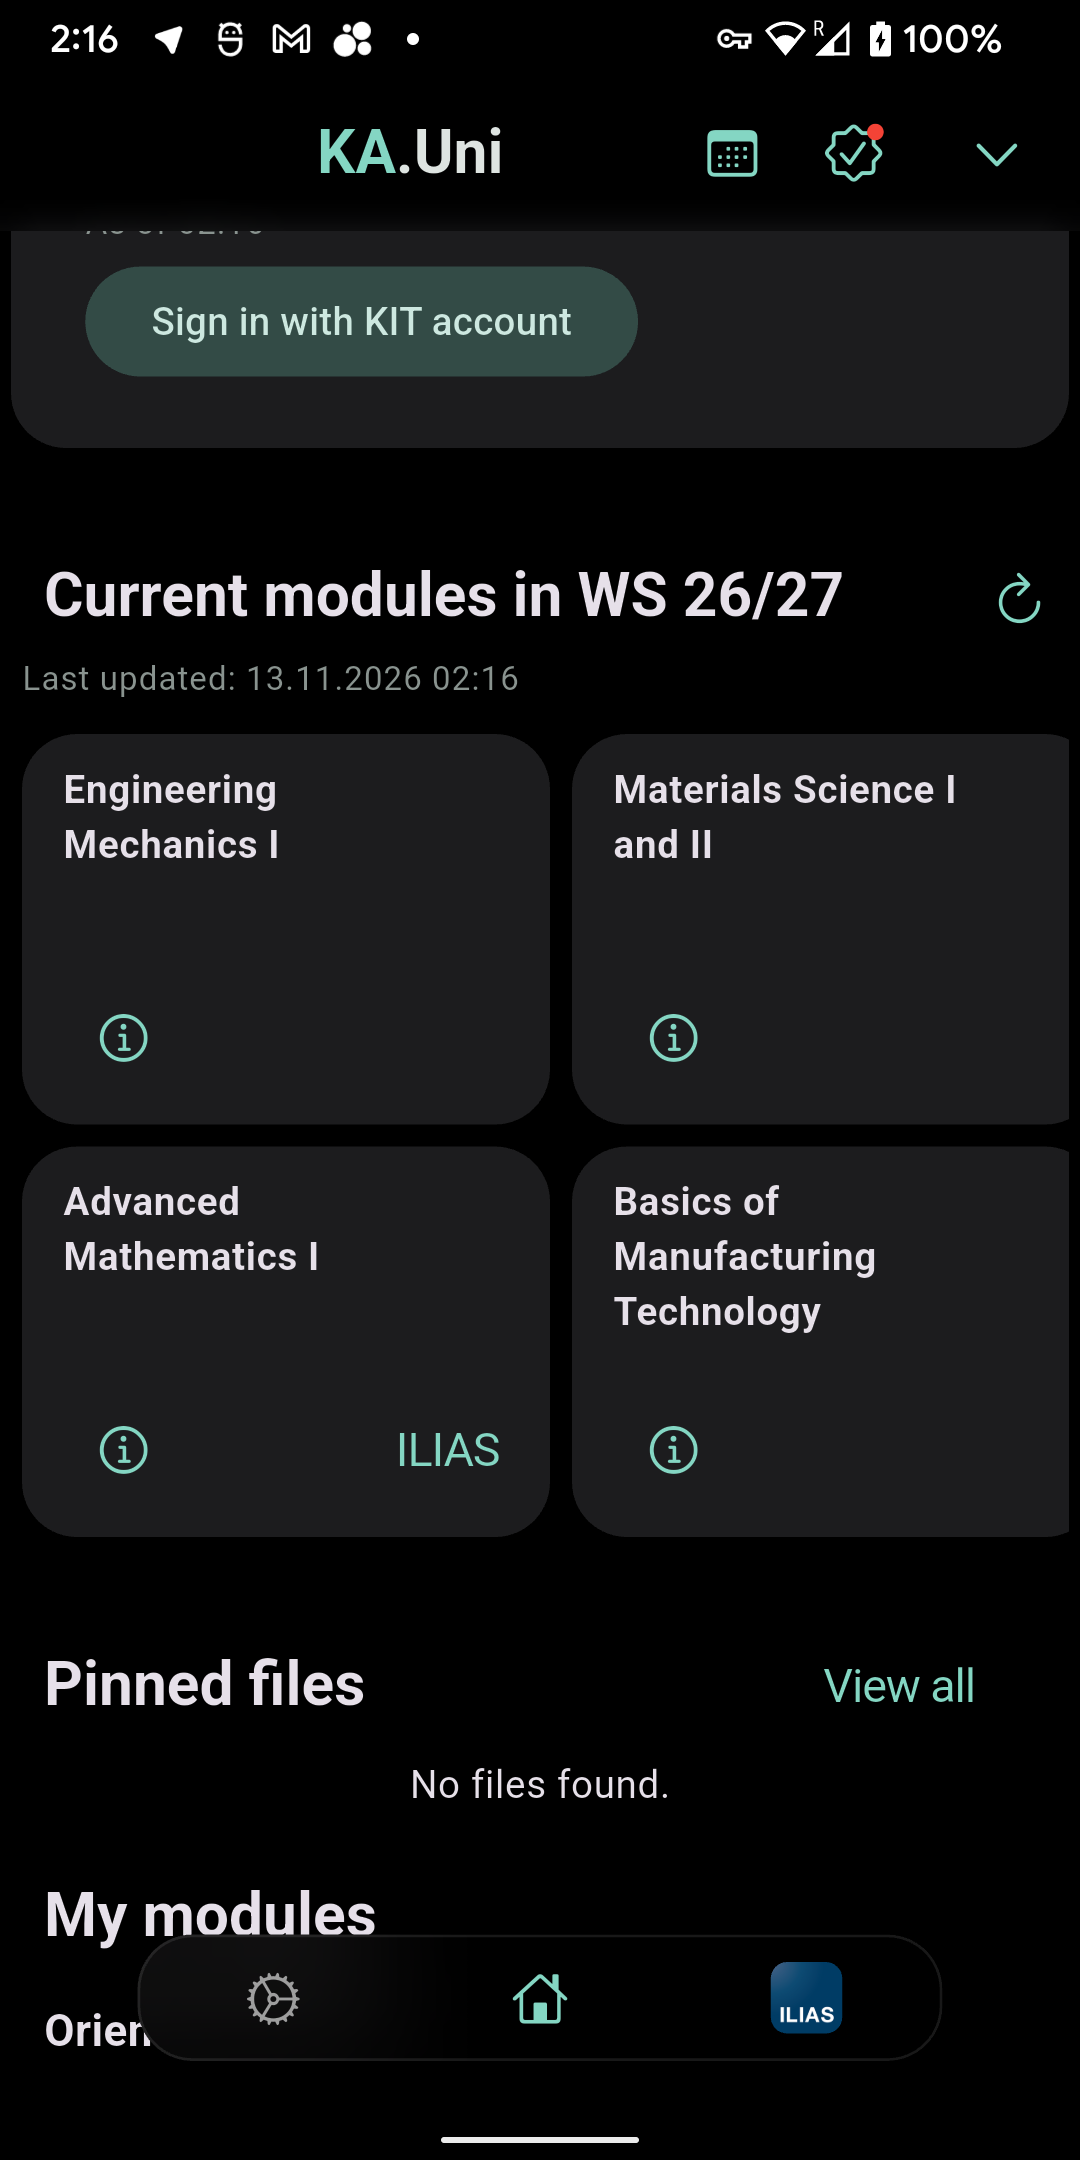 2:16
R
100%
KA.Uni
Sign in with KIT account
Current modules in WS 26/27
Last updated: 13.11.2026 02:16
Engineering
Mechanics I
Materials Science I
and II
Advanced
Mathematics I
ILIAS
Basics of
Manufacturing
Technology
Pinned files
View all
No files found.
My modules
ILIAS